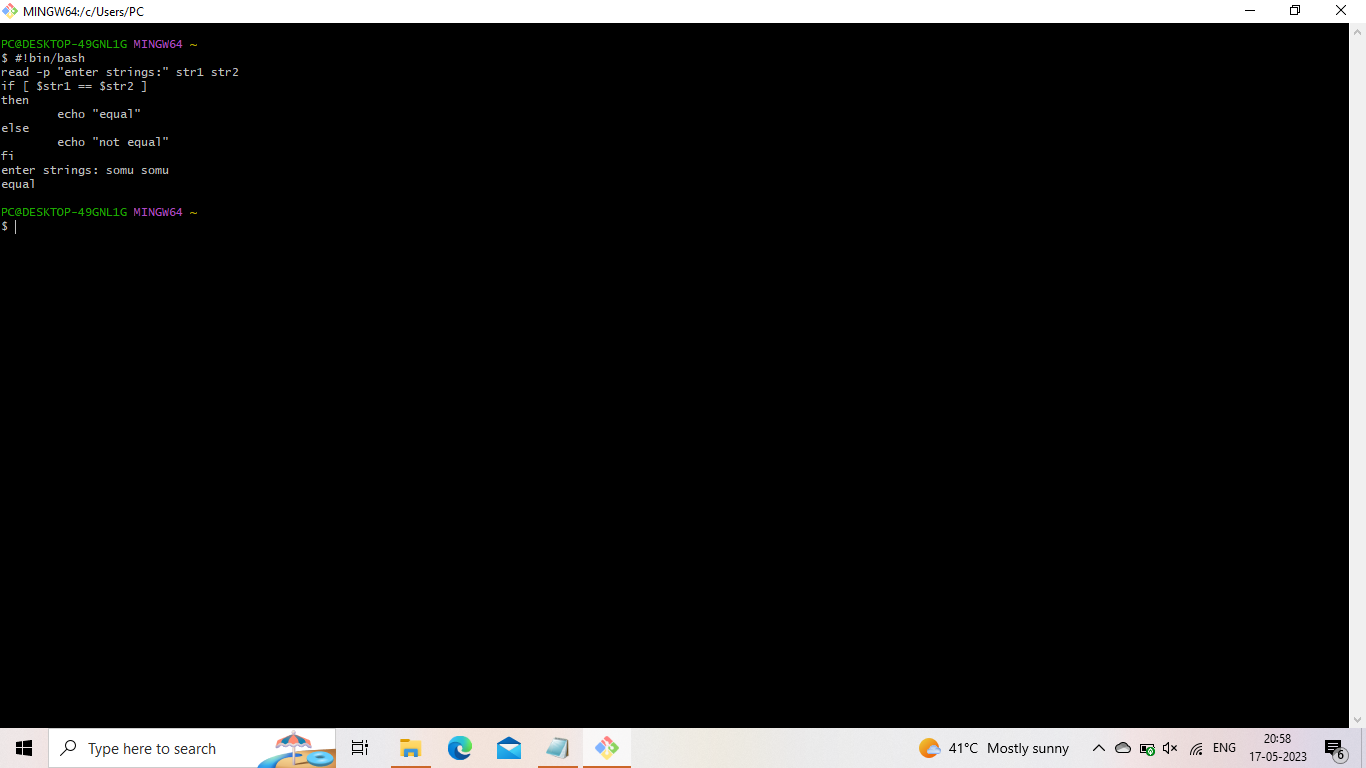 MINGW64:/c/Users/PC
PC@DESKTOP-49GNL1G MINGW64 ~
$ #!bin/bash
read -p "enter strings:" str1 str2
if [ $str1 == $str2 ]
then
        echo "equal"
else
        echo "not equal"
fi
enter strings: somu somu
equal
PC@DESKTOP-49GNL1G MINGW64 ~
$
Type here to search
41°C Mostly sunny
ENG
20:58
17-05-2023
6